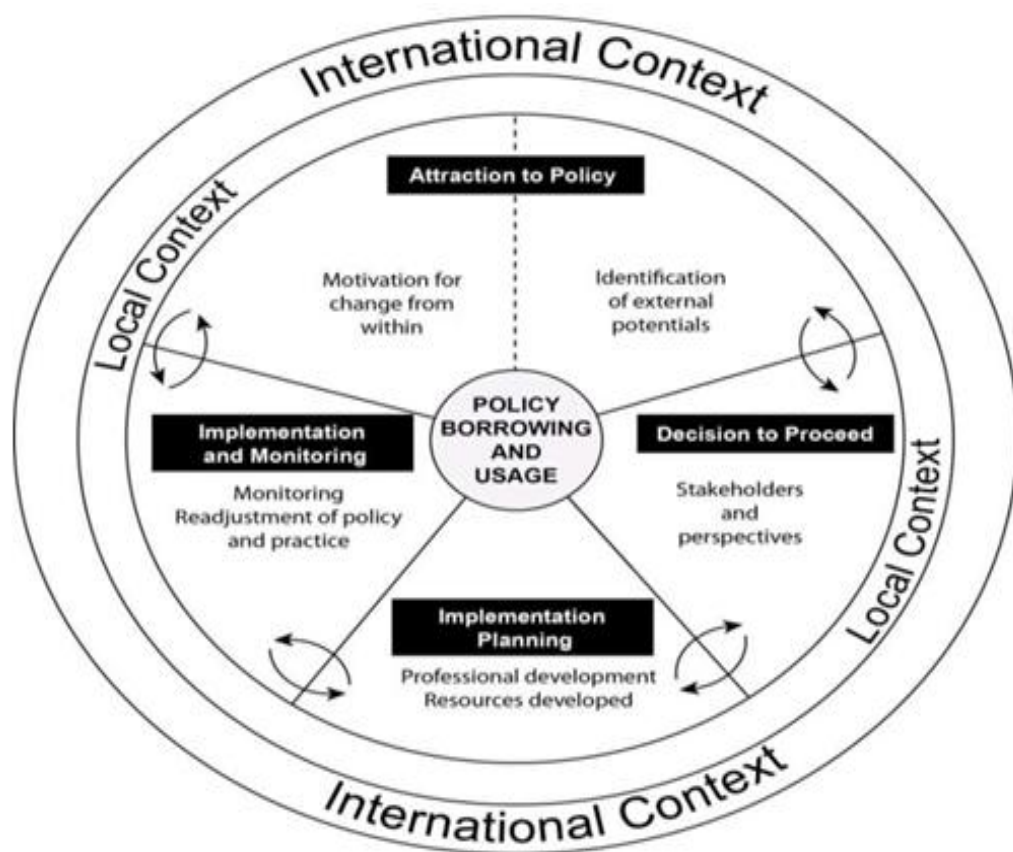 International Context
Local Context
Attraction to Policy
Motivation for
change from
within
Identification
of external
potentials
POLICY
BORROWING
AND
USAGE
Implementation
and Monitoring
Monitoring
Readjustment of policy
and practice
Decision to Proceed
Stakeholders
and
perspectives
Local Context
Implementation
Planning
Professional development
Resources developed
International Context